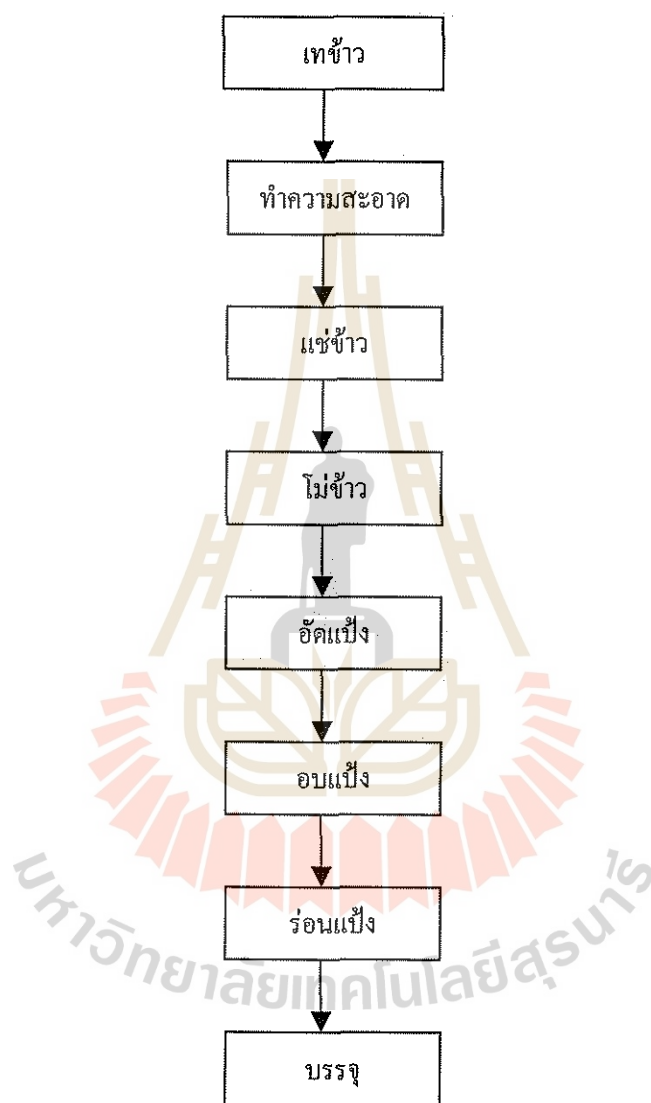 เทข้าว
ทำความสะอาด
แช่ข้าว
โม่ข้าว
อัดแป้ง
อบแป้ง
ร่อนแป้ง
มหาวิทยาลัยเทคโนโลยีสุรนารี
บรรจุ